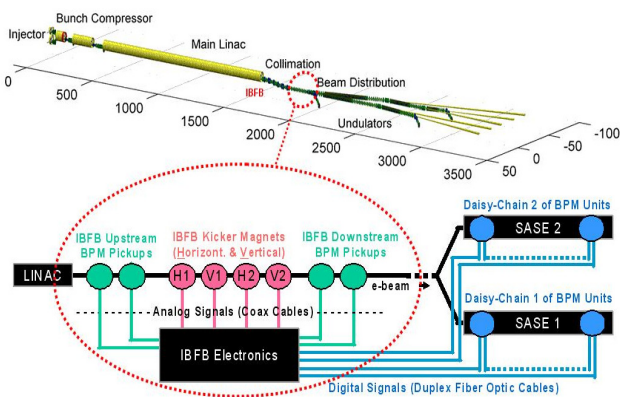 Bunch Compressor
Injector
Main Linac
Collimation
IBFB
Beam Distribution
Undulators
0
500
1000
1500
2000
2500
3000
3500
50
0
-50
-100
Daisy-Chain 2 of BPM Units
SASE 2
IBFB Upstream
BPM Pickups
IBFB Kicker Magnets
(Horizont. & Vertical)
IBFB Downstream
BPM Pickups
LINAC
H1
V1
H2
V2
e-beam
Daisy-Chain 1 of BPM Units
SASE 1
Analog Signals (Coax Cables)
IBFB Electronics
Digital Signals (Duplex Fiber Optic Cables)